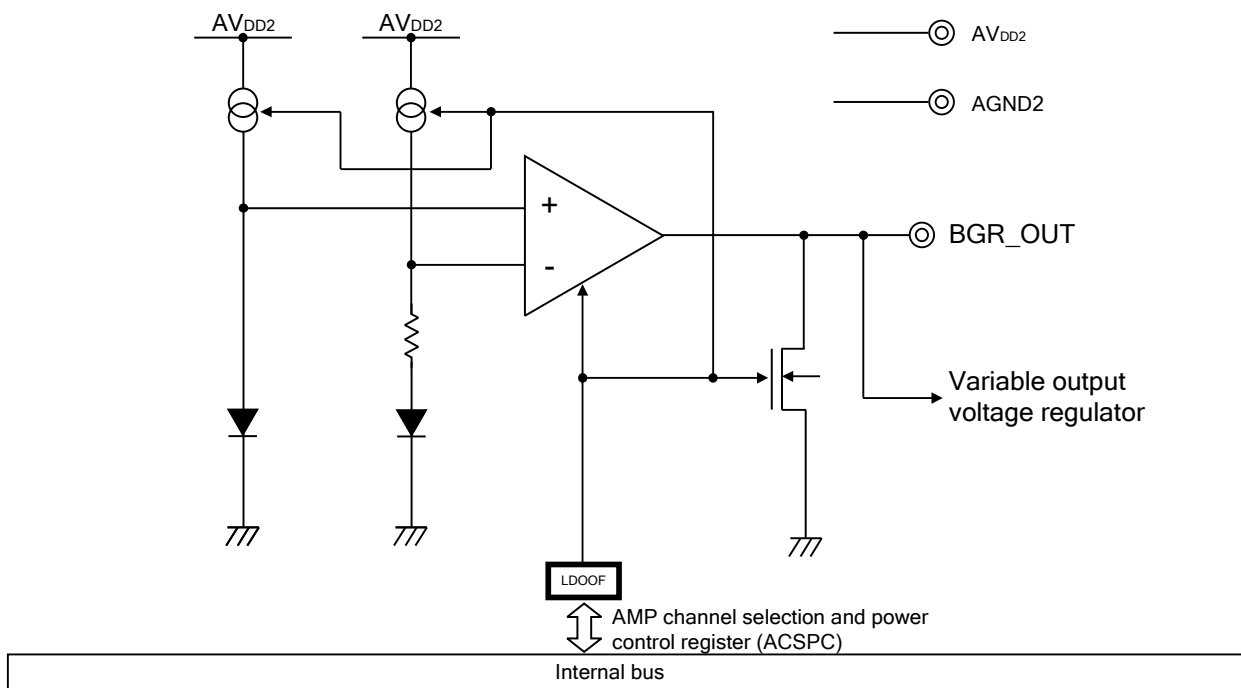 AVDD2
AVDD2
AVDD2
AGND2
+
-
BGR_OUT
Variable output
voltage regulator
LDOOF
AMP channel selection and power
control register (ACSPC)
Internal bus